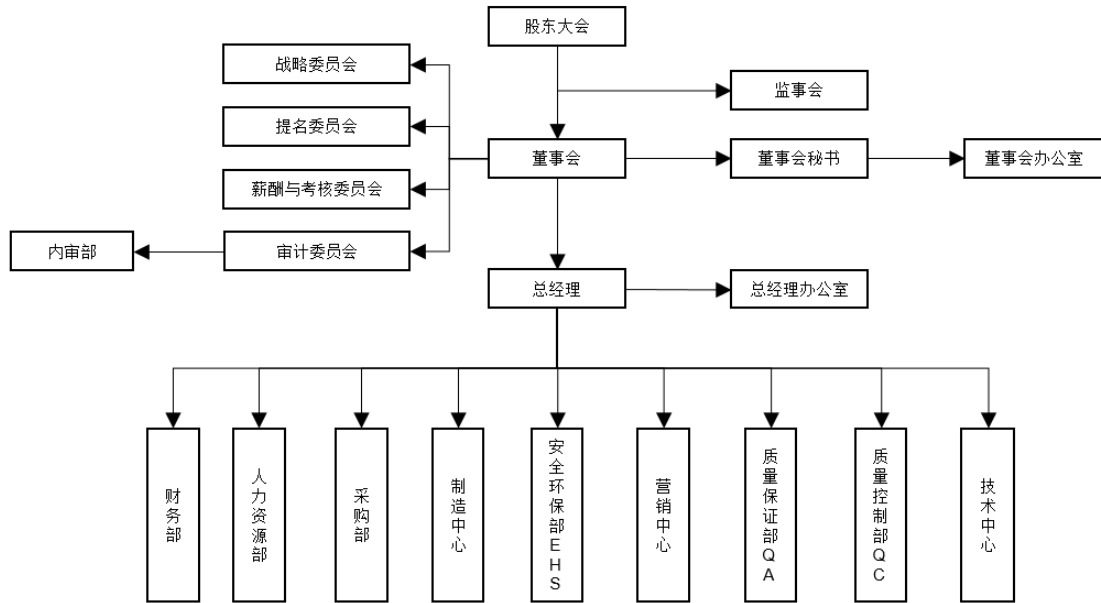 股东大会
战略委员会
监事会
提名委员会
董事会
董事会秘书
董事会办公室
薪酬与考核委员会
内审部
审计委员会
总经理
总经理办公室
财务部
人力资源部
采购部
制造中心
安全环保部EHS
营销中心
质量保证部QA
质量控制部QC
技术中心